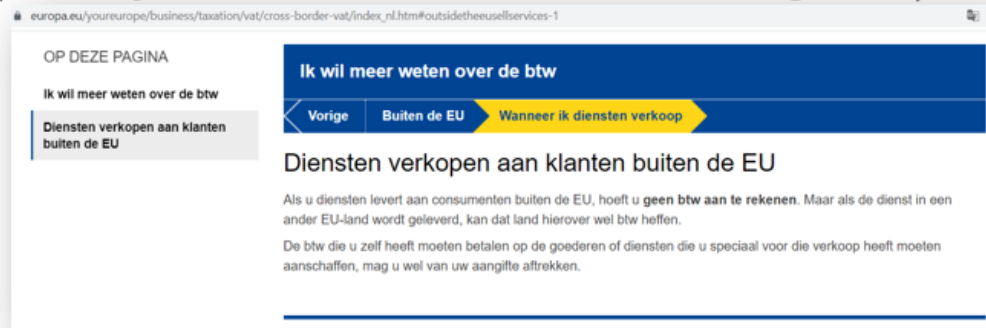 europa.eu/youreurope/business/taxation/vat/cross-border-vat/index_nl.htm#outsidetheeusellservices-1
OP DEZE PAGINA
Ik wil meer weten over de btw
Diensten verkopen aan klanten
buiten de EU
Ik wil meer weten over de btw
Vorige
Buiten de EU
Wanneer ik diensten verkoop
Diensten verkopen aan klanten buiten de EU
Als u diensten levert aan consumenten buiten de EU, hoeft u geen btw aan te rekenen. Maar als de dienst in een
ander EU-land wordt geleverd, kan dat land hierover wel btw heffen.
De btw die u zelf heeft moeten betalen op de goederen of diensten die u speciaal voor die verkoop heeft moeten
aanschaffen, mag u wel van uw aangifte aftrekken.